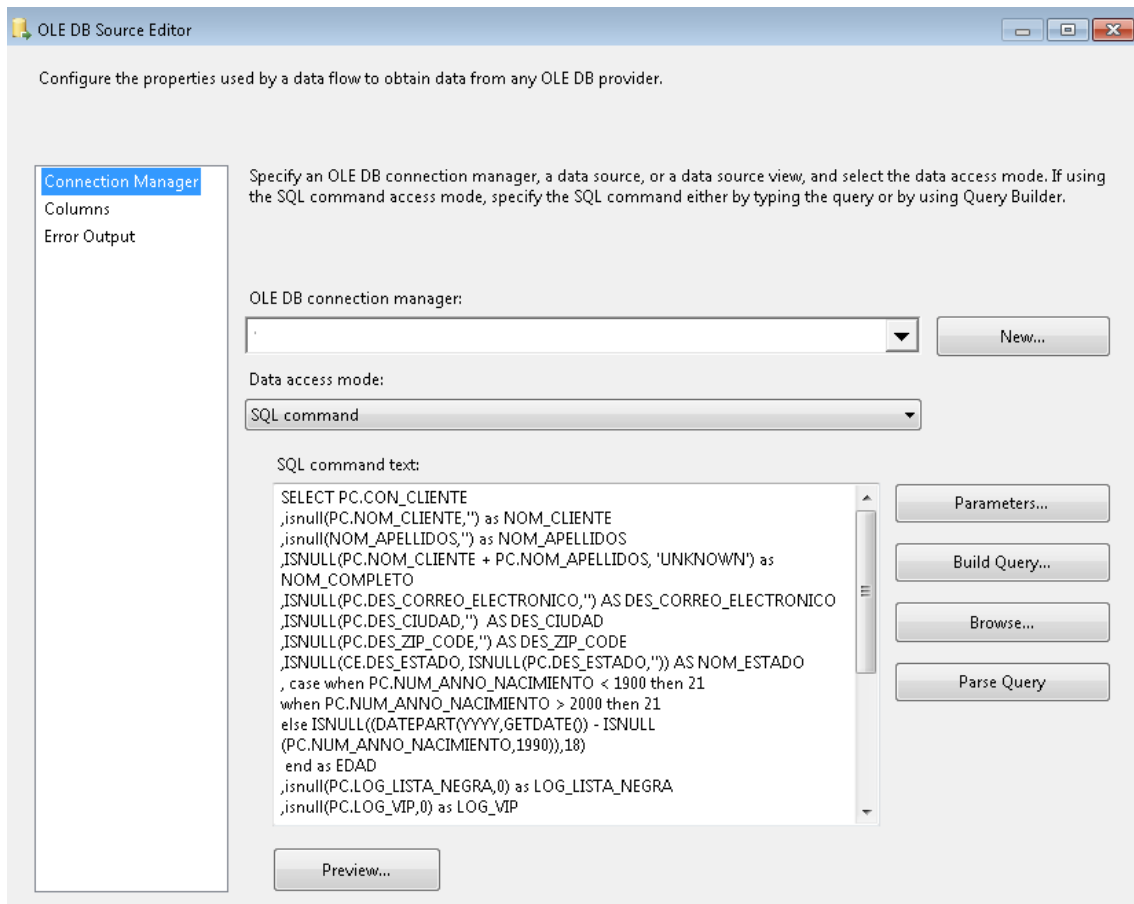 OLE DB Source Editor
Configure the properties used by a data flow to obtain data from any OLE DB provider.
Connection Manager
Columns
Error Output
Specify an OLE DB connection manager, a data source, or a data source view, and select the data access mode. If using
the SQL command access mode, specify the SQL command either by typing the query or by using Query Builder.
OLE DB connection manager:
New...
Data access mode:
SQL command
SQL command text:
SELECT PC.CON_CLIENTE
,isnull(PC.NOM_CLIENTE,'') as NOM_CLIENTE
,isnull(NOM_APELLIDOS,'') as NOM_APELLIDOS
,ISNULL(PC.NOM_CLIENTE + PC.NOM_APELLIDOS, 'UNKNOWN') as
NOM_COMPLETO
,ISNULL(PC.DES_CORREO_ELECTRONICO,'') AS DES_CORREO_ELECTRONICO
,ISNULL(PC.DES_CIUDAD,'')  AS DES_CIUDAD
,ISNULL(PC.DES_ZIP_CODE,'') AS DES_ZIP_CODE
,ISNULL(CE.DES_ESTADO, ISNULL(PC.DES_ESTADO,'')) AS NOM_ESTADO
, case when PC.NUM_ANNO_NACIMIENTO < 1900 then 21
when PC.NUM_ANNO_NACIMIENTO > 2000 then 21
else ISNULL((DATEPART(YYYY,GETDATE()) - ISNULL
(PC.NUM_ANNO_NACIMIENTO,1990)),18)
end as EDAD
,isnull(PC.LOG_LISTA_NEGRA,0) as LOG_LISTA_NEGRA
,isnull(PC.LOG_VIP,0) as LOG_VIP
Parameters...
Build Query...
Browse...
Parse Query
Preview...